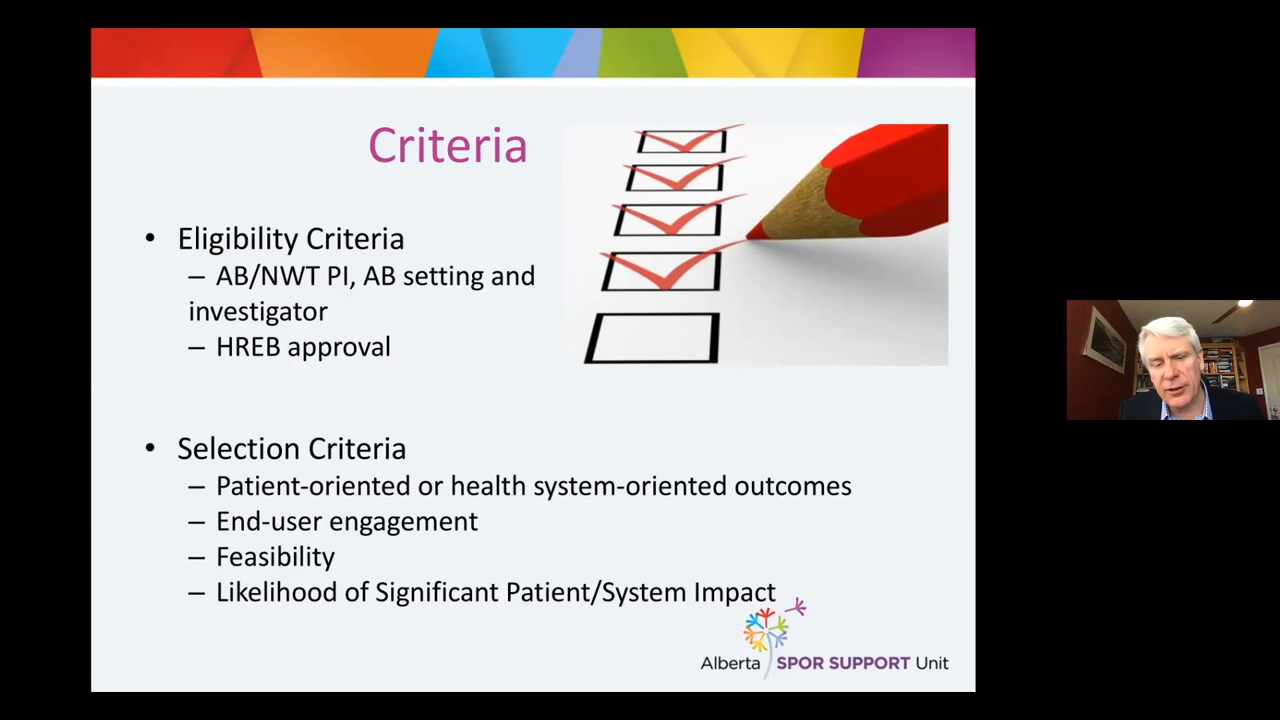 Criteria
• Eligibility Criteria
– AB/NWT PI, AB setting and
investigator
– HREB approval
• Selection Criteria
– Patient-oriented or health system-oriented outcomes
– End-user engagement
– Feasibility
– Likelihood of Significant Patient/System Impact
Alberta SPOR SUPPORT Unit